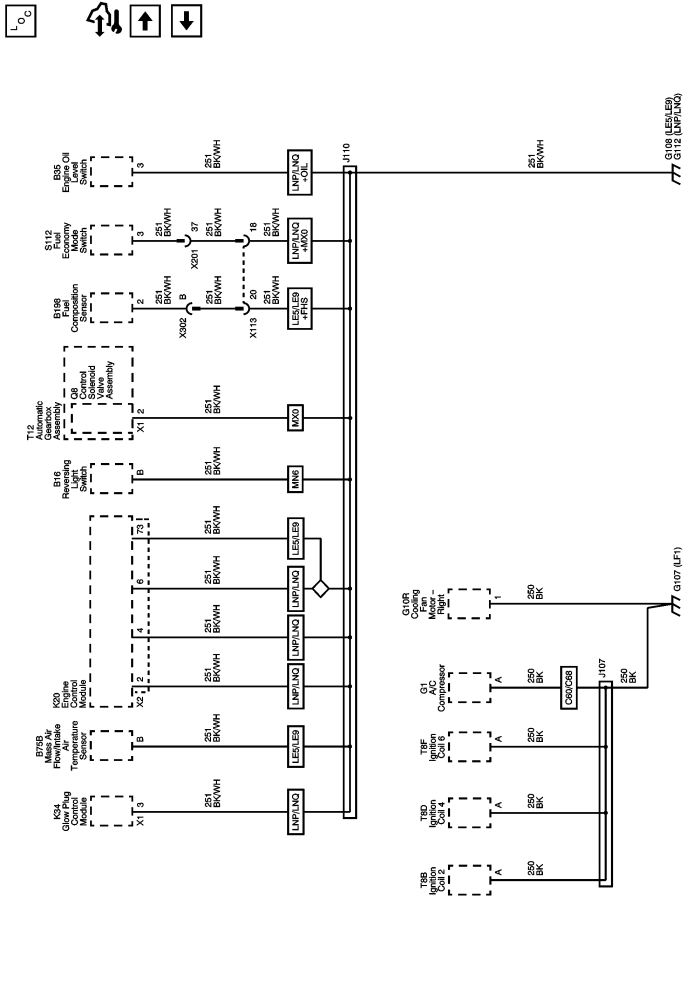 LOC
B35
Engine Oil
Level
Switch
3
251
BK/WH
LNP/LNQ
+OIL
J110
251
BK/WH
G108 (LE5/LE9)
G112 (LNP/LNQ)
S112
Fuel
Economy
Mode
Switch
3
251
BK/WH
37
X201
251
BK/WH
18
251
BK/WH
LNP/LNQ
+MX0
B198
Fuel
Composition
Sensor
2
251
BK/WH
B
X302
251
BK/WH
20
X113
251
BK/WH
LE5/LE9
+FHS
T12
Automatic
Gearbox
Assembly
Q8
Control
Solenoid
Valve
Assembly
2
X1
251
BK/WH
MX0
B16
Reversing
Light
Switch
B
251
BK/WH
MN6
K20
Engine
Control
Module
73
251
BK/WH
LE5/LE9
6
251
BK/WH
LNP/LNQ
4
251
BK/WH
LNP/LNQ
2
X2
251
BK/WH
LNP/LNQ
B75B
Mass Air
Flow/Intake
Air
Temperature
Sensor
B
251
BK/WH
LE5/LE9
K34
Glow Plug
Control
Module
3
X1
251
BK/WH
LNP/LNQ
G10R
Cooling
Fan
Motor –
Right
1
250
BK
G107 (LF1)
G1
A/C
Compressor
A
250
BK
C60/C68
J107
250
BK
T8F
Ignition
Coil 6
A
250
BK
T8D
Ignition
Coil 4
A
250
BK
T8B
Ignition
Coil 2
A
250
BK